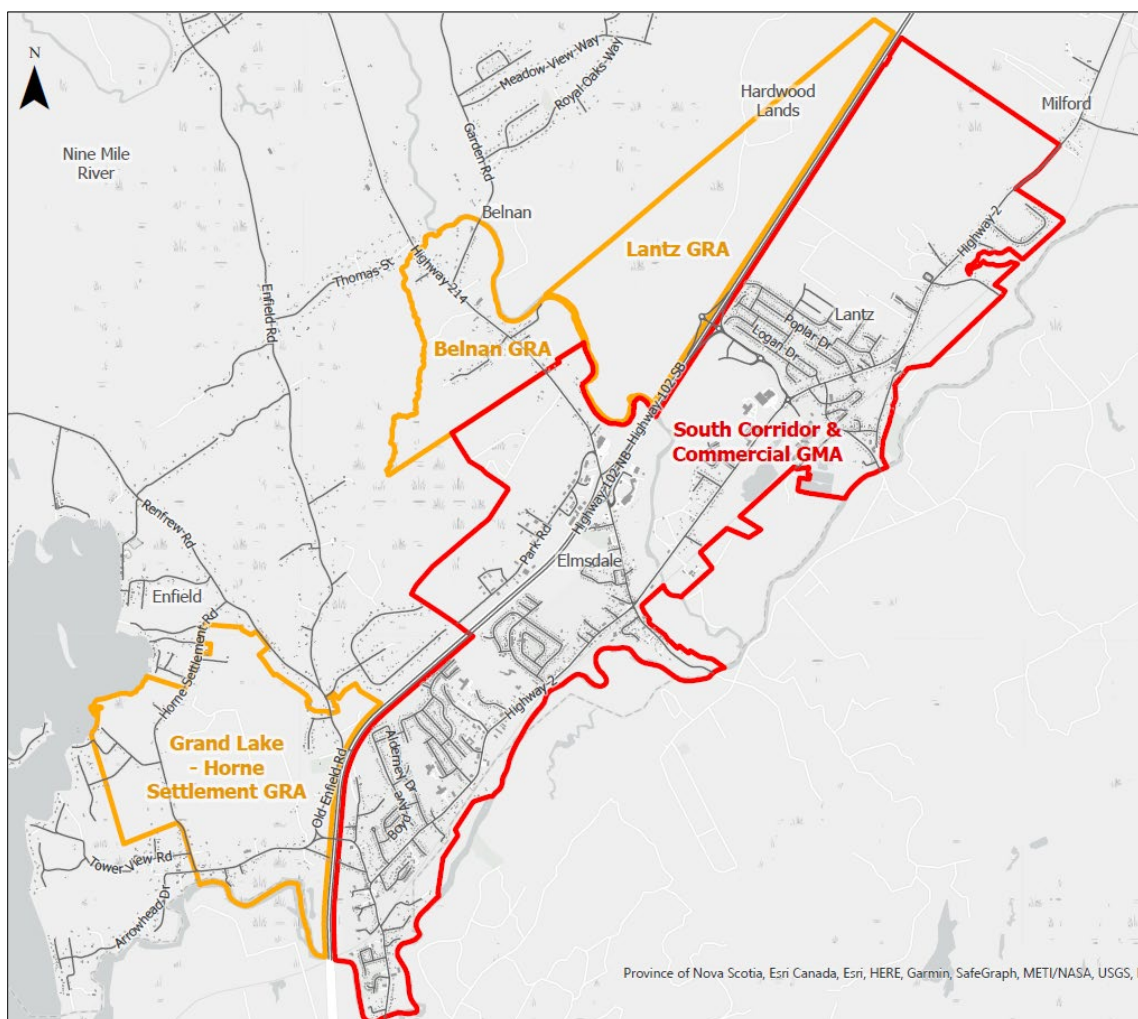 N
Meadow View Way
Royal Oaks Way
Garden Rd
Hardwood
Lands
Milford
Nine Mile
River
Belnan
Highway 2
Thomas St
Highway 214
Lantz GRA
Enfield Rd
Belnan GRA
Lantz
Poplar Dr
Logan Dr
Highway 102 NB
Highway 102 SB
South Corridor &
Commercial GMA
Park Rd
Elmsdale
Renfrew Rd
Enfield
Horne Settlement Rd
Highway 2
Grand Lake
- Horne
Settlement GRA
Old Enfield Rd
Alderney Dr
Boyd Ave
Tower View Rd
Arrowhead Dr
Province of Nova Scotia, Esri Canada, Esri, HERE, Garmin, SafeGraph, METI/NASA, USGS,